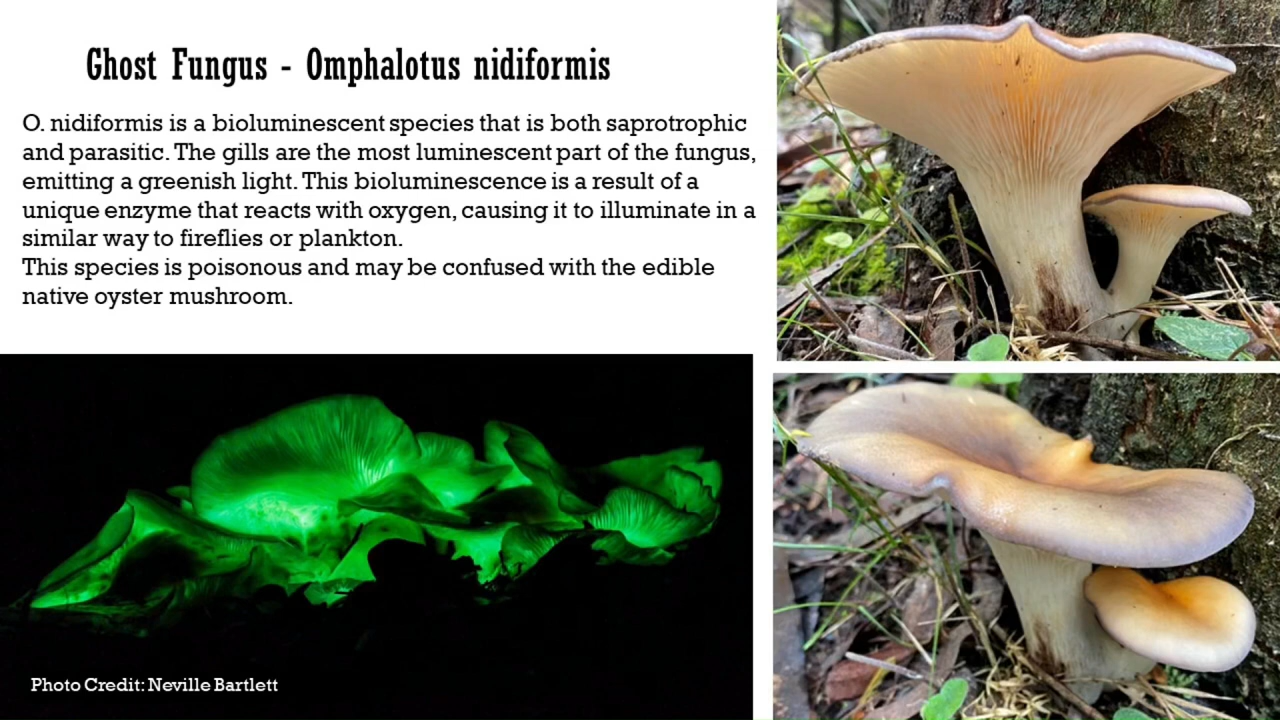 Ghost Fungus - Omphalotus nidiformis
O. nidiformis is a bioluminescent species that is both saprotrophic
and parasitic. The gills are the most luminescent part of the fungus,
emitting a greenish light. This bioluminescence is a result of a
unique enzyme that reacts with oxygen, causing it to illuminate in a
similar way to fireflies or plankton.
This species is poisonous and may be confused with the edible
native oyster mushroom.
Photo Credit: Neville Bartlett